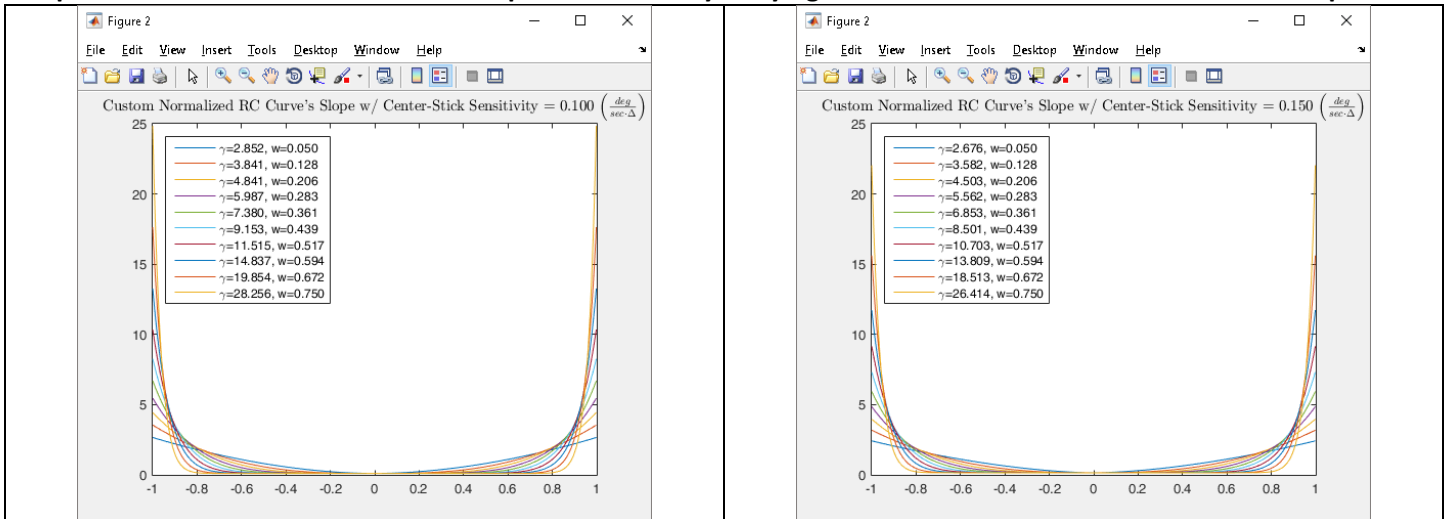 Figure 2
File Edit View Insert Tools Desktop Window Help
Custom Normalized RC Curve's Slope w/ Center-Stick Sensitivity = 0.100 (deg/sec·Δ)
25
20
15
10
5
0
-1 -0.8 -0.6 -0.4 -0.2 0 0.2 0.4 0.6 0.8 1
γ=2.852, w=0.050
γ=3.841, w=0.128
γ=4.841, w=0.206
γ=5.987, w=0.283
γ=7.380, w=0.361
γ=9.153, w=0.439
γ=11.515, w=0.517
γ=14.837, w=0.594
γ=19.854, w=0.672
γ=28.256, w=0.750
Figure 2
File Edit View Insert Tools Desktop Window Help
Custom Normalized RC Curve's Slope w/ Center-Stick Sensitivity = 0.150 (deg/sec·Δ)
25
20
15
10
5
0
-1 -0.8 -0.6 -0.4 -0.2 0 0.2 0.4 0.6 0.8 1
γ=2.676, w=0.050
γ=3.582, w=0.128
γ=4.503, w=0.206
γ=5.562, w=0.283
γ=6.853, w=0.361
γ=8.501, w=0.439
γ=10.703, w=0.517
γ=13.809, w=0.594
γ=18.513, w=0.672
γ=26.414, w=0.750